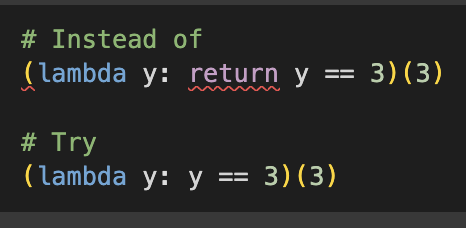 # Instead of
(lambda y: return y == 3)(3)
# Try
(lambda y: y == 3)(3)